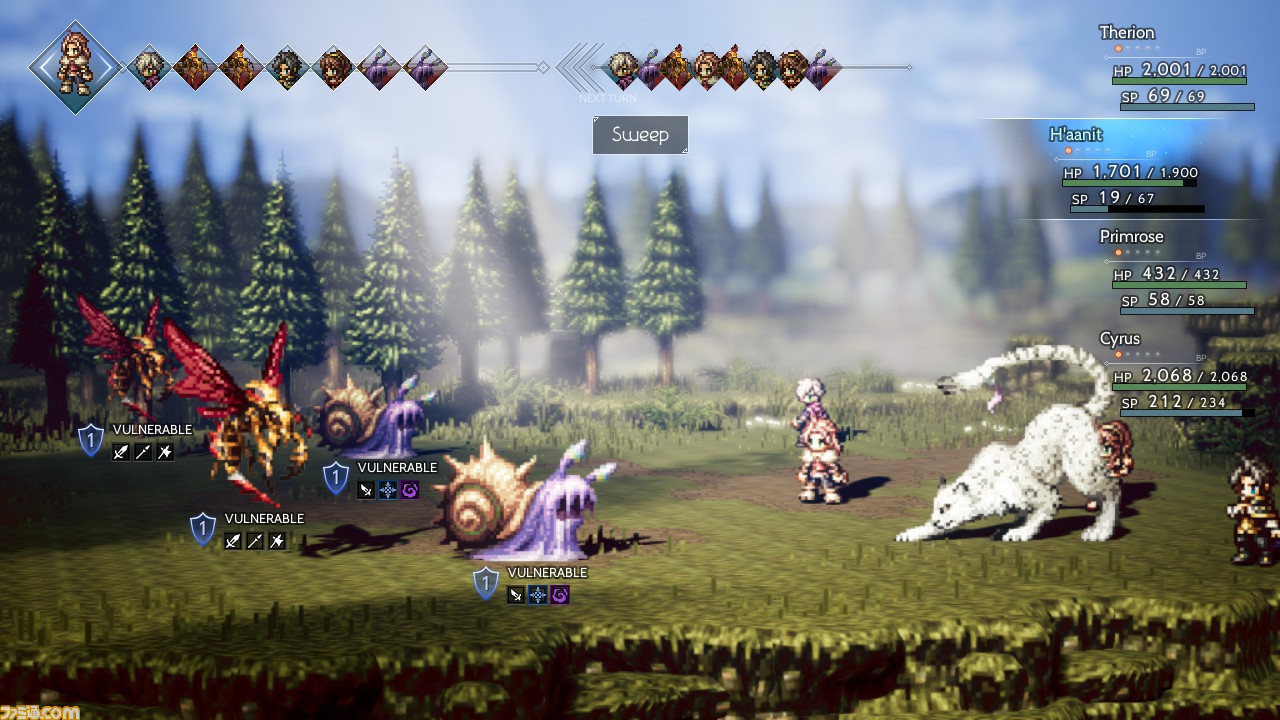 Therion
BP
HP 2,001 / 2,001
SP 69 / 69
NEXT TURN
Sweep
H'aanit
BP
HP 1,701 / 1,900
SP 19 / 67
Primrose
BP
HP 432 / 432
SP 58 / 58
Cyrus
BP
HP 2,068 / 2,068
SP 212 / 234
1 VULNERABLE
1 VULNERABLE
1 VULNERABLE
1 VULNERABLE
ファミ通.com